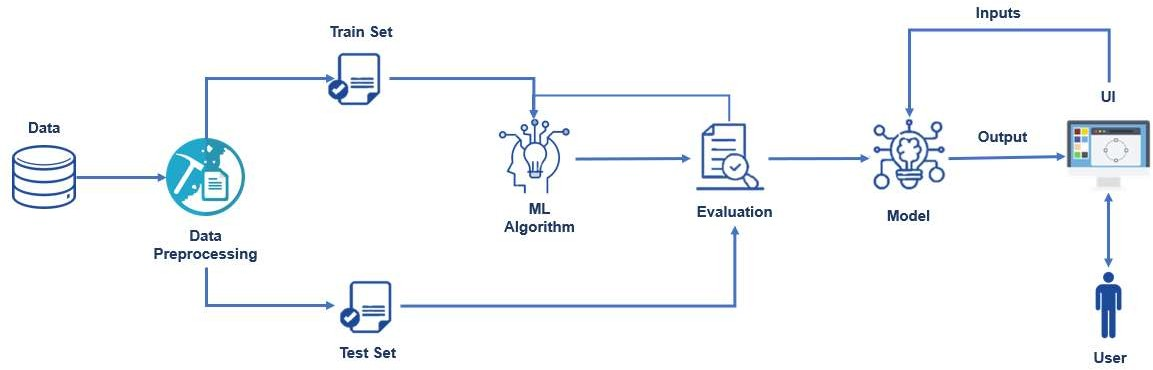 Inputs
Train Set
UI
Data
Output
ML
Algorithm
Evaluation
Model
Data
Preprocessing
Test Set
User